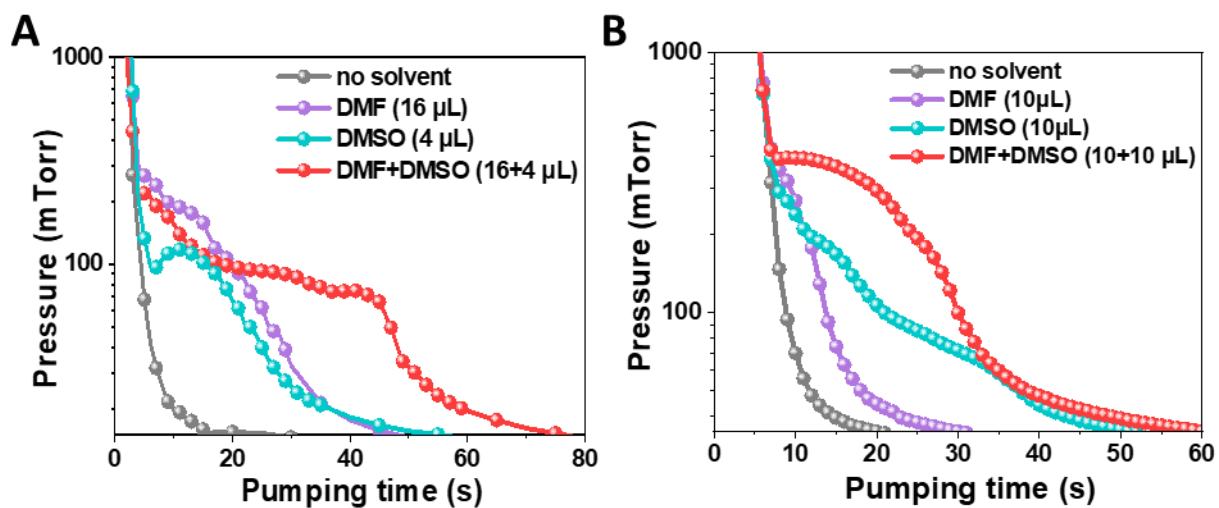 A
1000
100
Pressure (mTorr)
no solvent
DMF (16 µL)
DMSO (4 µL)
DMF+DMSO (16+4 µL)
0 20 40 60 80
Pumping time (s)
B
1000
100
Pressure (mTorr)
no solvent
DMF (10µL)
DMSO (10µL)
DMF+DMSO (10+10 µL)
0 10 20 30 40 50 60
Pumping time (s)